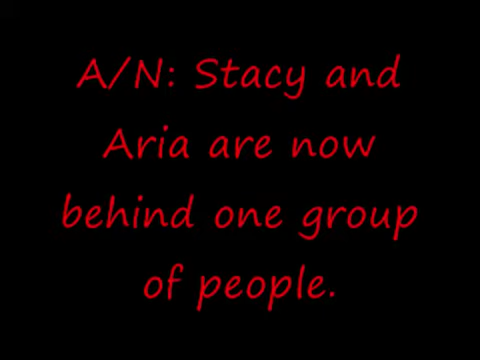 A/N: Stacy and
Aria are now
behind one group
of people.